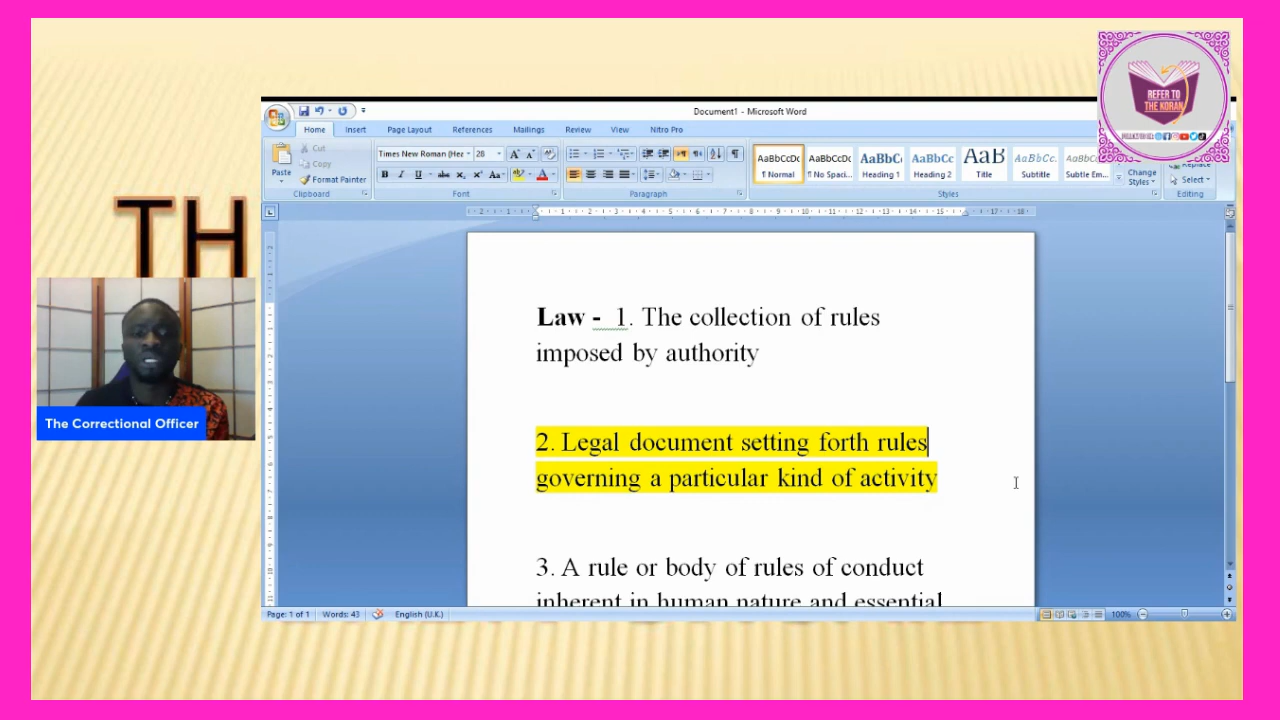 TH
REFER TO
THE KORAN
Document1 - Microsoft Word
Home Insert Page Layout References Mailings Review View Nitro Pro
Cut
Copy
Paste
Format Painter
Clipboard
Times New Roman (Hea 28
Font
Paragraph
AaBbCcDc AaBbCcDc AaBbC AaBbCc AaB AaBbCc. AaBbCc
¶ Normal ¶ No Spaci... Heading 1 Heading 2 Title Subtitle Subtle Em...
Styles
Change
Styles
Replace
Select
Editing
Law - 1. The collection of rules
imposed by authority
2. Legal document setting forth rules
governing a particular kind of activity
3. A rule or body of rules of conduct
inherent in human nature and essential
The Correctional Officer
Page: 1 of 1 Words: 43 English (U.K.) 100%